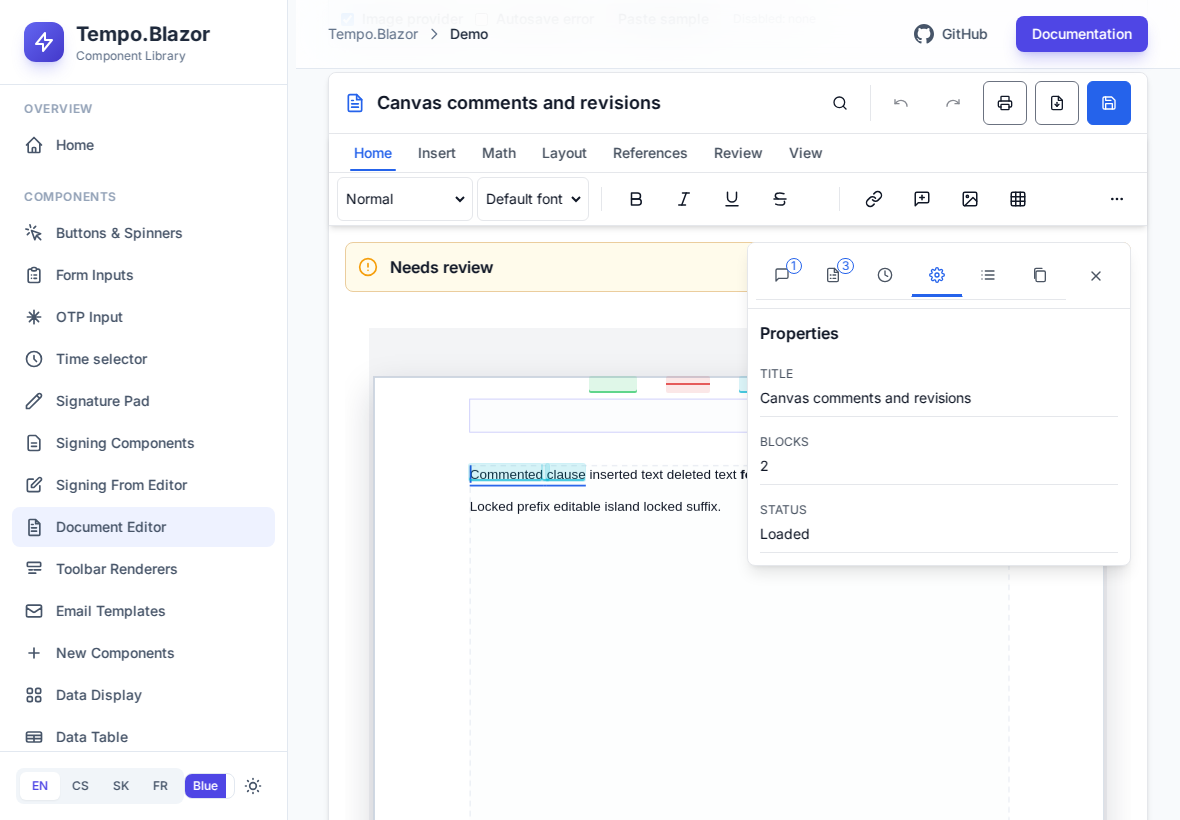 Tempo.Blazor
Component Library
OVERVIEW
Home
COMPONENTS
Buttons & Spinners
Form Inputs
OTP Input
Time selector
Signature Pad
Signing Components
Signing From Editor
Document Editor
Toolbar Renderers
Email Templates
New Components
Data Display
Data Table
EN CS SK FR Blue
Image provider Autosave error Paste sample
Tempo.Blazor > Demo
GitHub
Documentation
Canvas comments and revisions
Home Insert Math Layout References Review View
Normal Default font
Needs review
1 3
Properties
TITLE
Canvas comments and revisions
BLOCKS
2
STATUS
Loaded
Commented clause inserted text deleted text
Locked prefix editable island locked suffix.